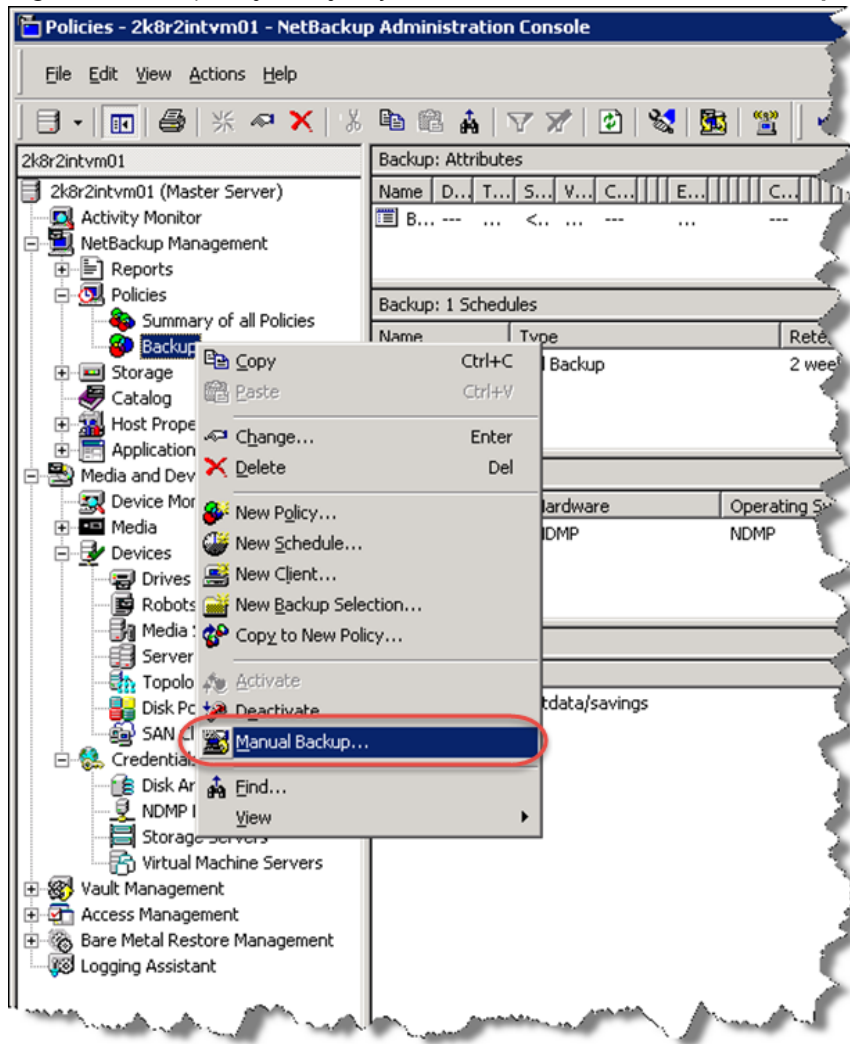 Policies - 2k8r2intvm01 - NetBackup Administration Console
File Edit View Actions Help
2k8r2intvm01
2k8r2intvm01 (Master Server)
Activity Monitor
NetBackup Management
Reports
Policies
Summary of all Policies
Backup
Storage
Catalog
Host Prope
Application
Media and Dev
Device Mor
Media
Devices
Drives
Robots
Media
Server
Topolo
Disk Po
SAN Cl
Credential
Disk Ar
NDMP
Storage Servers
Virtual Machine Servers
Vault Management
Access Management
Bare Metal Restore Management
Logging Assistant
Backup: Attributes
Name D... T... S... V... C... E... C...
B... --- ... <.. ... --- ... ---
Backup: 1 Schedules
Name Type Rete
l Backup 2 wee
Hardware Operating Sy
NDMP NDMP
tdata/savings
Copy Ctrl+C
Paste Ctrl+V
Change... Enter
Delete Del
New Policy...
New Schedule...
New Client...
New Backup Selection...
Copy to New Policy...
Activate
Deactivate
Manual Backup...
Find...
View